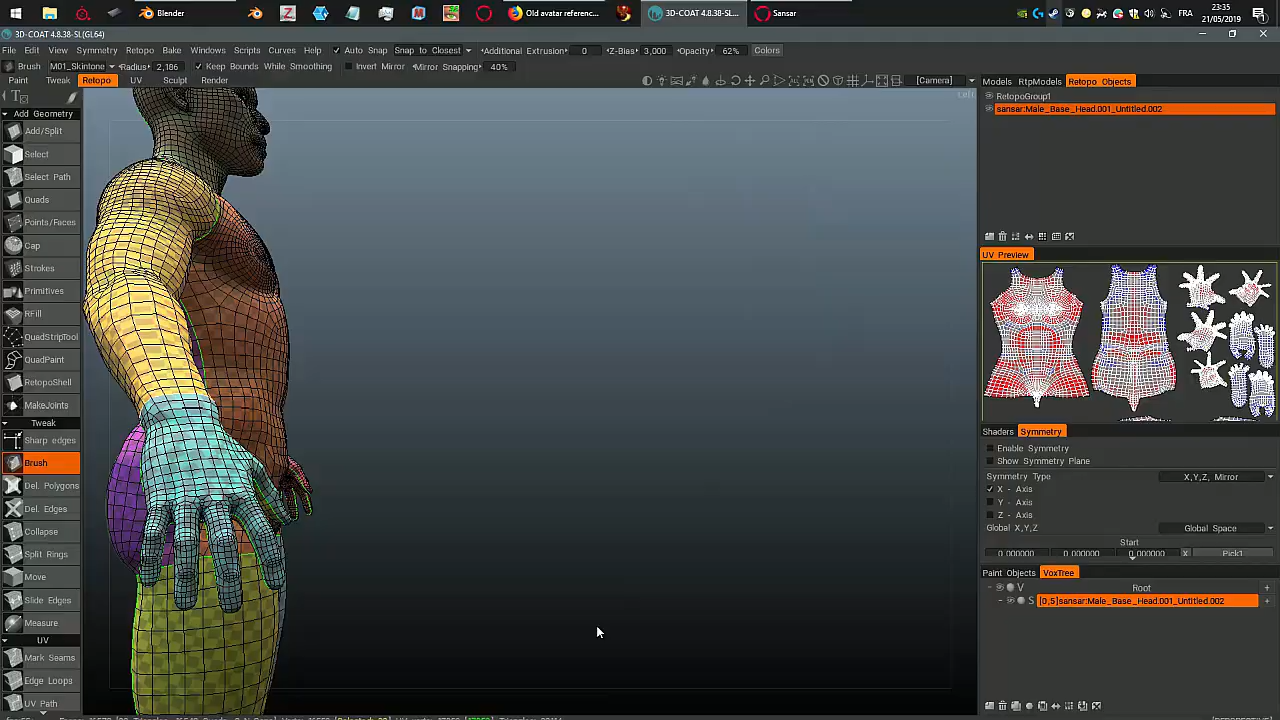 Blender
Old avatar referenc...
3D-COAT 4.8.38-SL(...
Sansar
FRA
23:35
21/05/2019
3D-COAT 4.8.38-SL(GL64)
File Edit View Symmetry Retopo Bake Windows Scripts Curves Help Auto Snap Snap to Closest Additional Extrusion: 0 Z-Bias: 3,000 Opacity: 62% Colors
Brush M01_Skintone Radius: 2,186 Keep Bounds While Smoothing Invert Mirror Mirror Snapping: 40%
Paint Tweak Retopo UV Sculpt Render
[Camera]
Left
Models RtpModels Retopo Objects
RetopoGroup1
sansar:Male_Base_Head.001_Untitled.002
Add Geometry
Add/Split
Select
Select Path
Quads
Points/Faces
Cap
Strokes
Primitives
RFill
QuadStripTool
QuadPaint
RetopoShell
MakeJoints
Tweak
Sharp edges
Brush
Del. Polygons
Del. Edges
Collapse
Split Rings
Move
Slide Edges
Measure
UV
Mark Seams
Edge Loops
UV Path
UV Preview
Shaders Symmetry
Enable Symmetry
Show Symmetry Plane
Symmetry Type X,Y,Z, Mirror
X - Axis
Y - Axis
Z - Axis
Global X,Y,Z Global Space
Start
0.000000 0.000000 0.000000 X Pick1
Paint Objects VoxTree
V Root
S [0,5]sansar:Male_Base_Head.001_Untitled.002